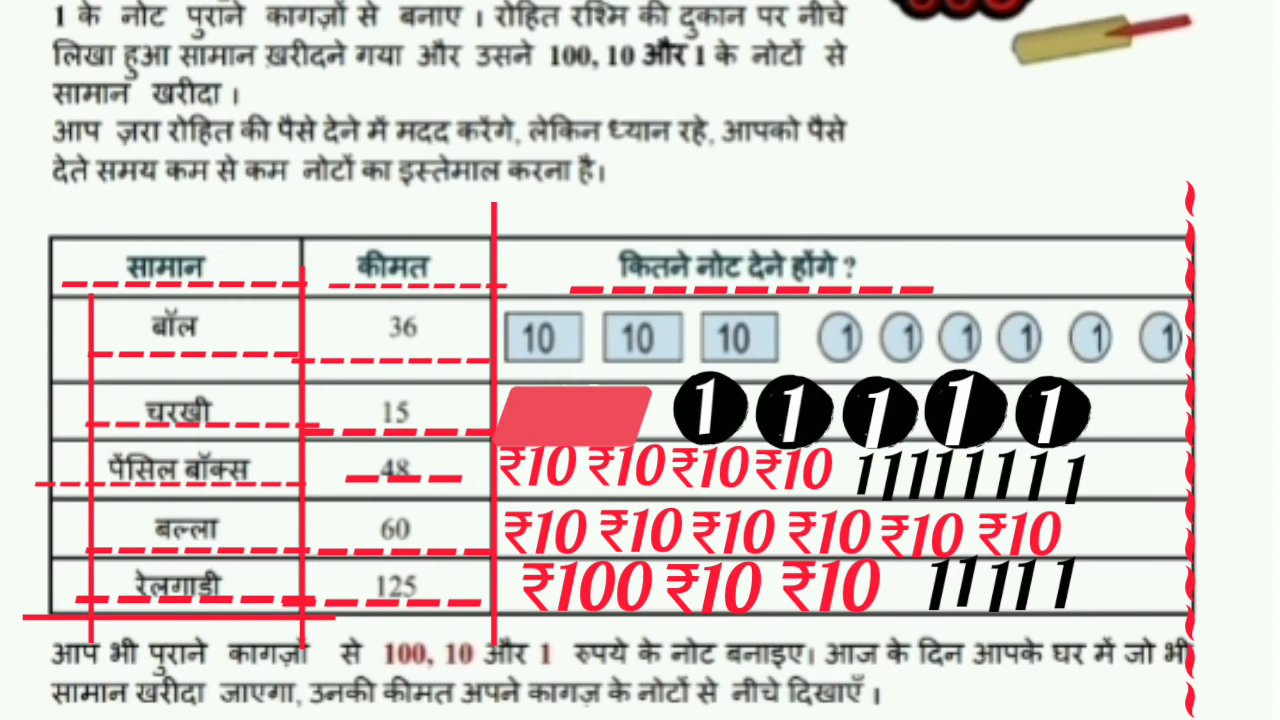 1 के नोट पुराने कागज़ों से बनाए । रोहित रश्मि की दुकान पर नीचे
लिखा हुआ सामान ख़रीदने गया और उसने 100, 10 और 1 के नोटों से
सामान खरीदा ।
आप ज़रा रोहित की पैसे देने में मदद करेंगे, लेकिन ध्यान रहे, आपको पैसे
देते समय कम से कम नोटों का इस्तेमाल करना है।
सामान कीमत कितने नोट देने होंगे ?
बॉल 36 10 10 10 1 1 1 1 1 1
चरखी 15 1 1 1 1 1
पेंसिल बॉक्स 48 ₹10 ₹10 ₹10 ₹10 1 1 1 1 1 1 1 1
बल्ला 60 ₹10 ₹10 ₹10 ₹10 ₹10 ₹10
रेलगाडी 125 ₹100 ₹10 ₹10 1 1 1 1 1
आप भी पुराने कागज़ों से 100, 10 और 1 रुपये के नोट बनाइए। आज के दिन आपके घर में जो भी
सामान खरीदा जाएगा, उनकी कीमत अपने कागज़ के नोटों से नीचे दिखाएँ ।